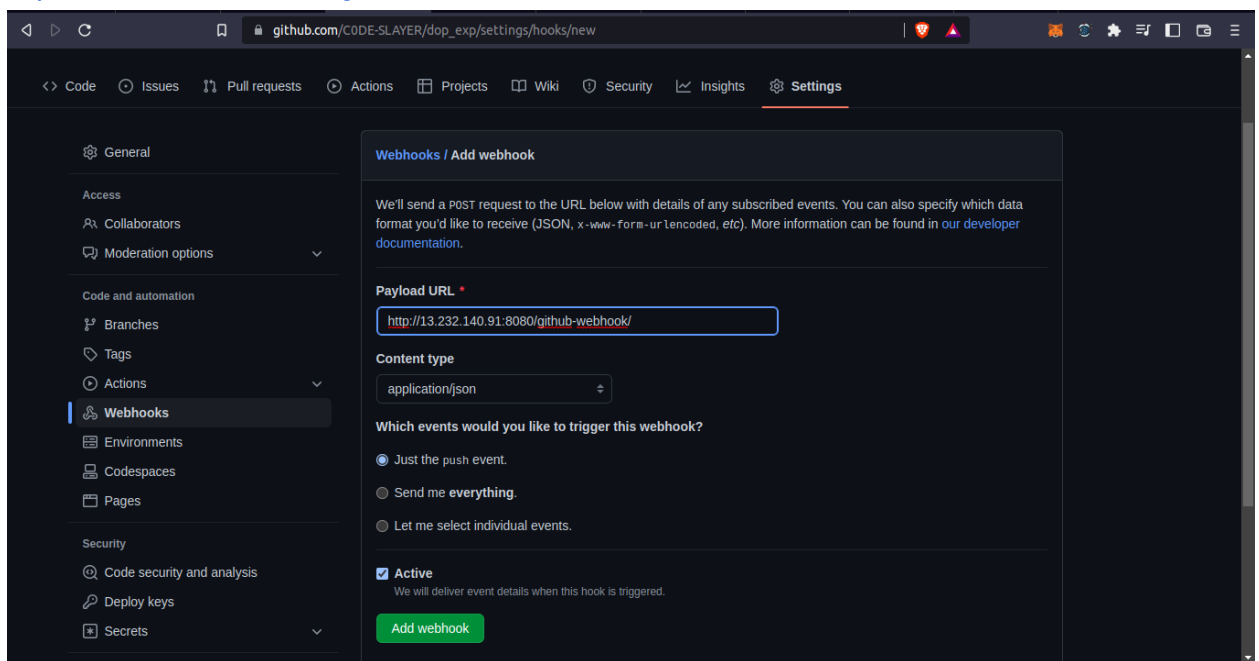 github.com/C0DE-SLAYER/dop_exp/settings/hooks/new
Code Issues Pull requests Actions Projects Wiki Security Insights Settings
General
Access
Collaborators
Moderation options
Code and automation
Branches
Tags
Actions
Webhooks
Environments
Codespaces
Pages
Security
Code security and analysis
Deploy keys
Secrets
Webhooks / Add webhook
We'll send a POST request to the URL below with details of any subscribed events. You can also specify which data
format you'd like to receive (JSON, x-www-form-urlencoded, etc). More information can be found in our developer
documentation.
Payload URL *
http://13.232.140.91:8080/github-webhook/
Content type
application/json
Which events would you like to trigger this webhook?
Just the push event.
Send me everything.
Let me select individual events.
Active
We will deliver event details when this hook is triggered.
Add webhook